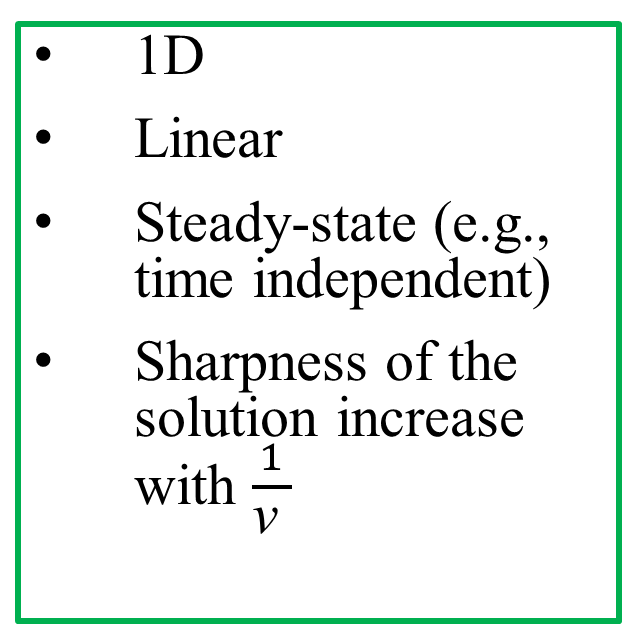 • 1D
• Linear
• Steady-state (e.g.,
time independent)
• Sharpness of the
solution increase
with 1/ν